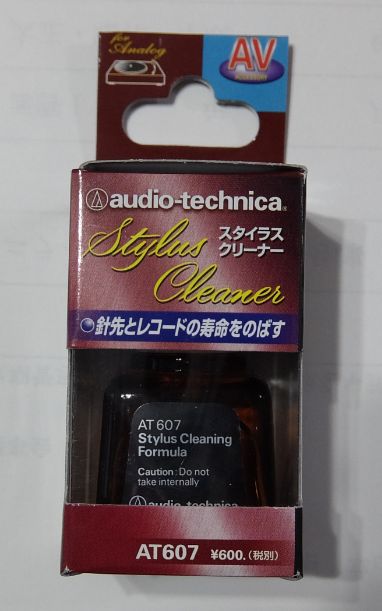 for
Analog
AV
ACCESSORY
audio-technica®
Stylus
Cleaner
スタイラス
クリーナー
針先とレコードの寿命をのばす
AT 607
Stylus Cleaning
Formula
Caution: Do not
take internally
audio-technica
AT607 ¥600.(税別)